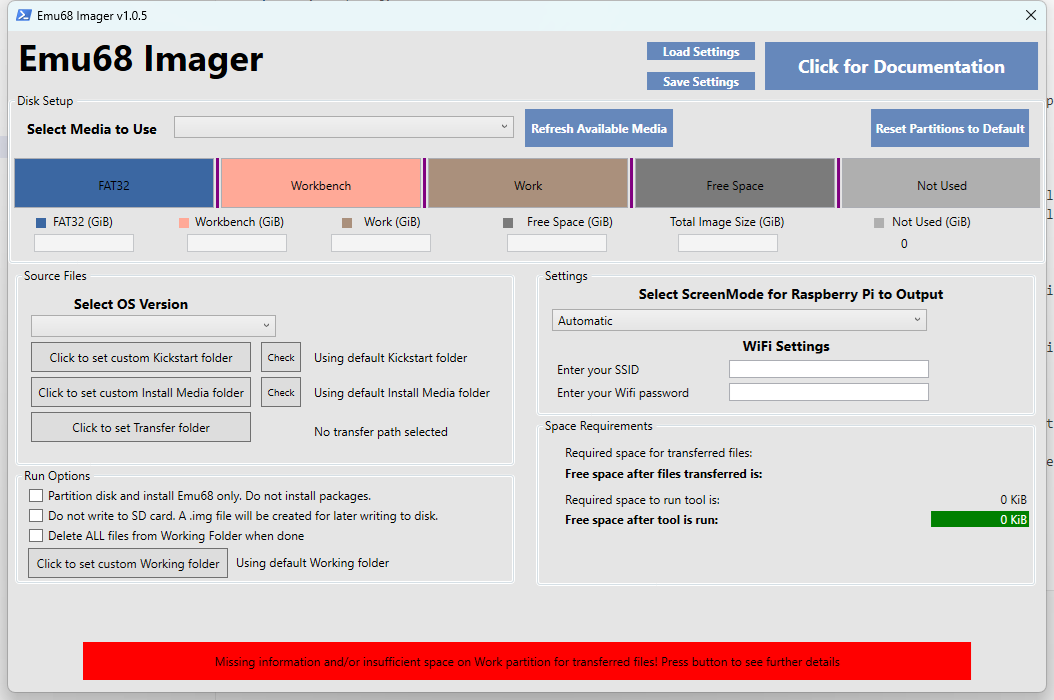 Emu68 Imager v1.0.5
Emu68 Imager
Load Settings
Save Settings
Click for Documentation
Disk Setup
Select Media to Use
Refresh Available Media
Reset Partitions to Default
FAT32
Workbench
Work
Free Space
Not Used
FAT32 (GiB)
Workbench (GiB)
Work (GiB)
Free Space (GiB)
Total Image Size (GiB)
Not Used (GiB)
0
Source Files
Select OS Version
Click to set custom Kickstart folder
Check
Using default Kickstart folder
Click to set custom Install Media folder
Check
Using default Install Media folder
Click to set Transfer folder
No transfer path selected
Run Options
Partition disk and install Emu68 only. Do not install packages.
Do not write to SD card. A .img file will be created for later writing to disk.
Delete ALL files from Working Folder when done
Click to set custom Working folder
Using default Working folder
Settings
Select ScreenMode for Raspberry Pi to Output
Automatic
WiFi Settings
Enter your SSID
Enter your Wifi password
Space Requirements
Required space for transferred files:
Free space after files transferred is:
Required space to run tool is:
0 KiB
Free space after tool is run:
0 KiB
Missing information and/or insufficient space on Work partition for transferred files! Press button to see further details